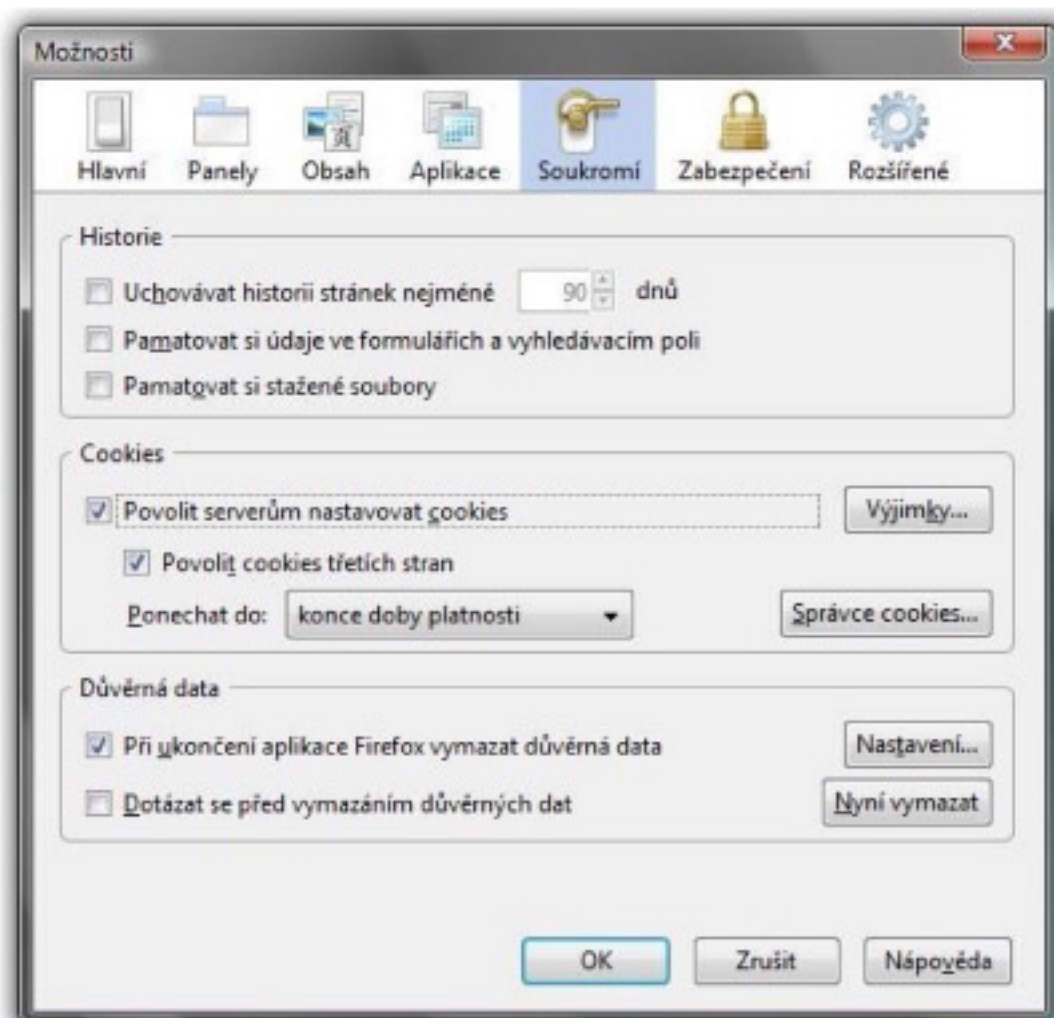 Možnosti
Hlavní Panely Obsah Aplikace Soukromí Zabezpečení Rozšířené
Historie
Uchovávat historii stránek nejméně 90 dnů
Pamatovat si údaje ve formulářích a vyhledávacím poli
Pamatovat si stažené soubory
Cookies
Povolit serverům nastavovat cookies Výjimky...
Povolit cookies třetích stran
Ponechat do: konce doby platnosti Správce cookies...
Důvěrná data
Při ukončení aplikace Firefox vymazat důvěrná data Nastavení...
Dotázat se před vymazáním důvěrných dat Nyní vymazat
OK Zrušit Nápověda